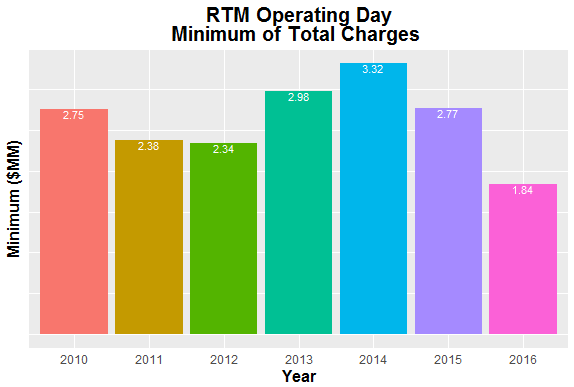 RTM Operating Day
Minimum of Total Charges
Minimum ($MM)
2.75
2.38
2.34
2.98
3.32
2.77
1.84
2010 2011 2012 2013 2014 2015 2016
Year